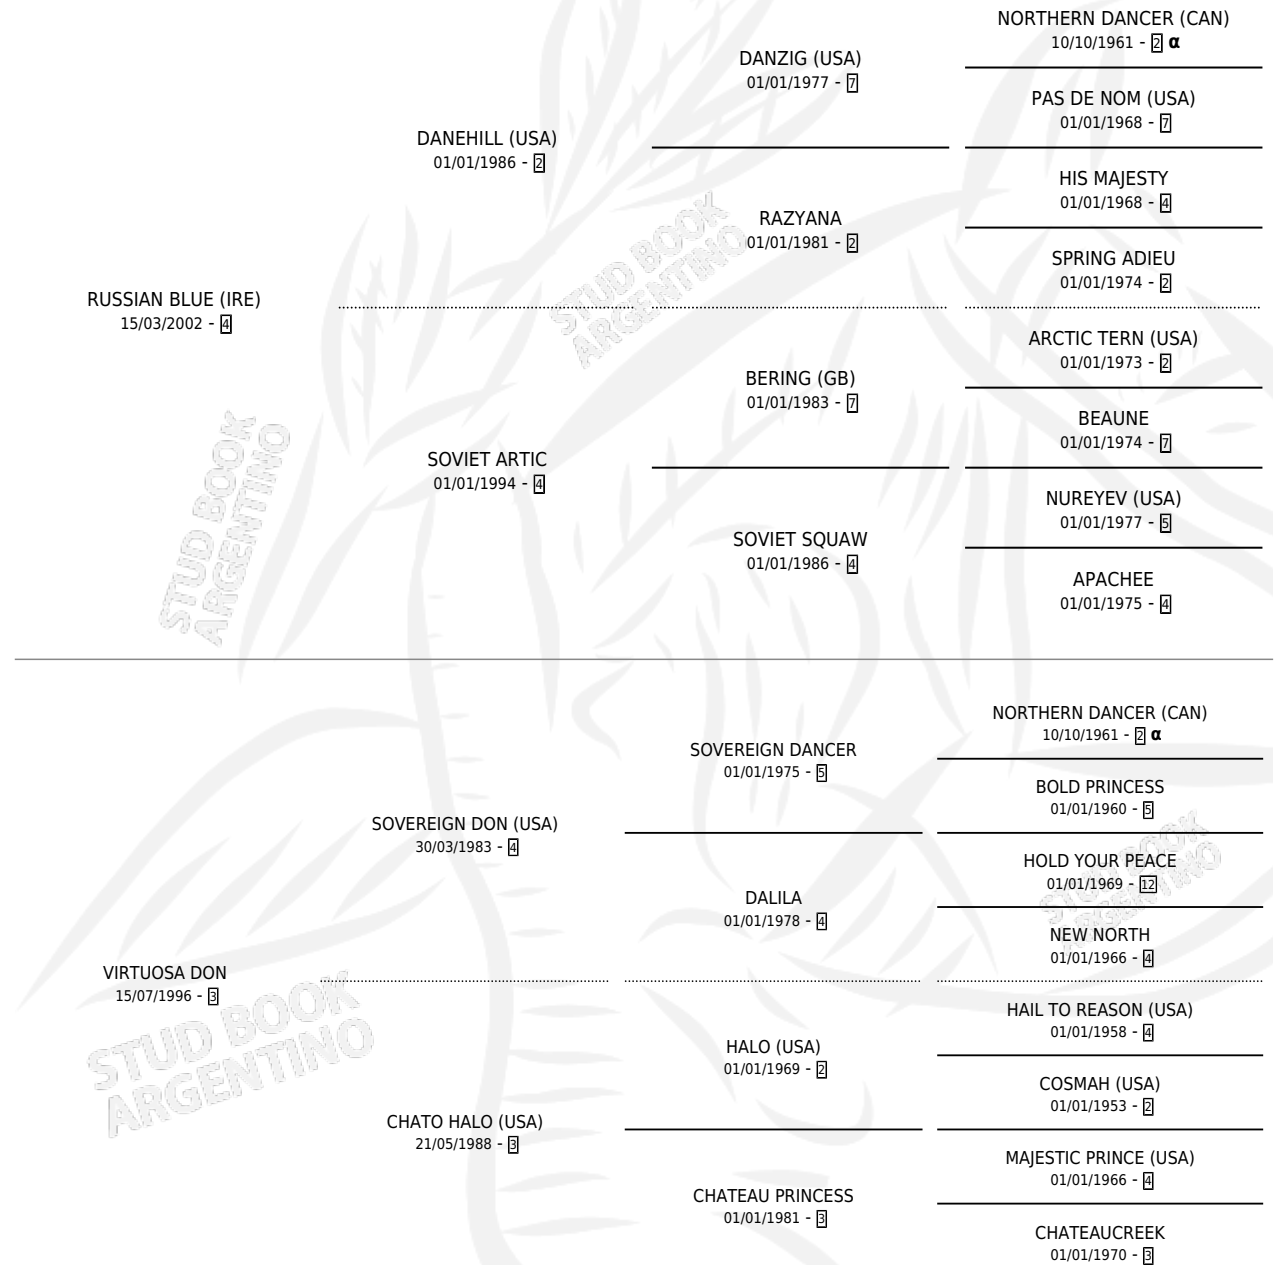 NORTHERN DANCER (CAN)
10/10/1961 - 2 α
DANZIG (USA)
01/01/1977 - 7
PAS DE NOM (USA)
01/01/1968 - 7
DANEHILL (USA)
01/01/1986 - 2
HIS MAJESTY
01/01/1968 - 4
RAZYANA
01/01/1981 - 2
SPRING ADIEU
01/01/1974 - 2
RUSSIAN BLUE (IRE)
15/03/2002 - 4
ARCTIC TERN (USA)
01/01/1973 - 2
BERING (GB)
01/01/1983 - 7
BEAUNE
01/01/1974 - 7
SOVIET ARTIC
01/01/1994 - 4
NUREYEV (USA)
01/01/1977 - 5
SOVIET SQUAW
01/01/1986 - 4
APACHEE
01/01/1975 - 4
STUD BOOK
ARGENTINO
STUD BOOK
ARGENTINO
NORTHERN DANCER (CAN)
10/10/1961 - 2 α
SOVEREIGN DANCER
01/01/1975 - 5
BOLD PRINCESS
01/01/1960 - 5
SOVEREIGN DON (USA)
30/03/1983 - 4
HOLD YOUR PEACE
01/01/1969 - 12
DALILA
01/01/1978 - 4
NEW NORTH
01/01/1966 - 4
VIRTUOSA DON
15/07/1996 - 3
HAIL TO REASON (USA)
01/01/1958 - 4
HALO (USA)
01/01/1969 - 2
COSMAH (USA)
01/01/1953 - 2
CHATO HALO (USA)
21/05/1988 - 3
MAJESTIC PRINCE (USA)
01/01/1966 - 4
CHATEAU PRINCESS
01/01/1981 - 3
CHATEAUCREEK
01/01/1970 - 3
STUD BOOK
ARGENTINO
STUD BOOK
ARGENTINO